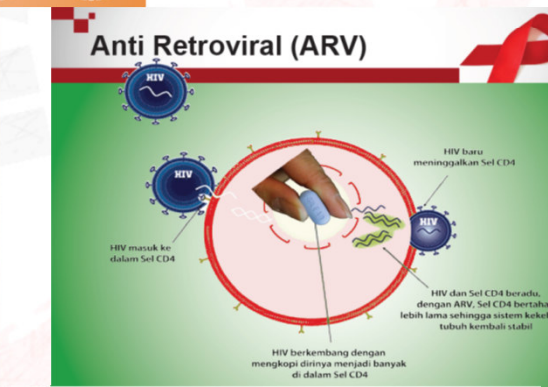 Anti Retroviral (ARV)
HIV
HIV
HIV baru
meninggalkan Sel CD4
HIV
HIV masuk ke
dalam Sel CD4
HIV dan Sel CD4 beradu,
dengan ARV, Sel CD4
lebih lama sehingga sistem
tubuh kembali stabil
HIV berkembang dengan
mengkopi dirinya menjadi banyak
di dalam Sel CD4